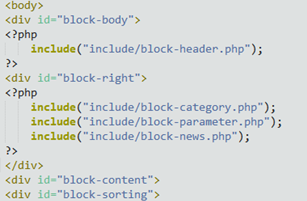 <body>
<div id="block-body">
<?php
include("include/block-header.php");
?>
<div id="block-right">
<?php
include("include/block-category.php");
include("include/block-parameter.php");
include("include/block-news.php");
?>
</div>
<div id="block-content">
<div id="block-sorting">